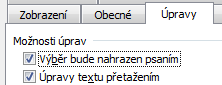 Zobrazení Obecné Úpravy
Možnosti úprav
Výběr bude nahrazen psaním
Úpravy textu přetažením